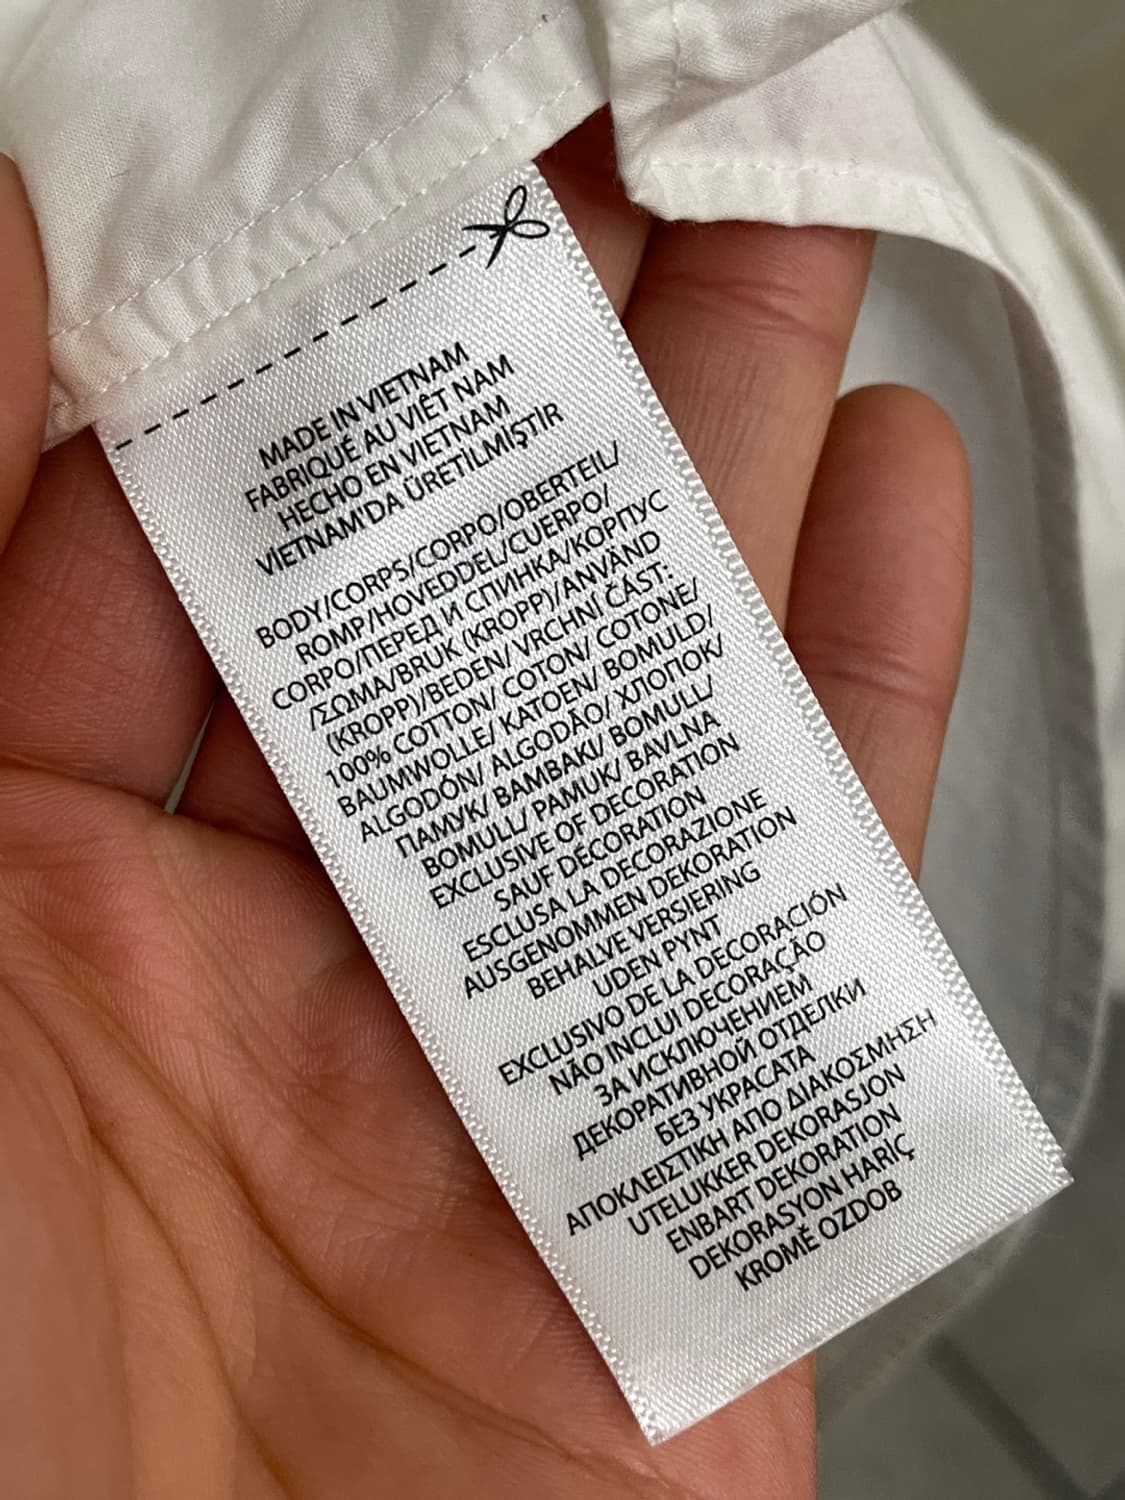 MADE IN VIETNAM
FABRIQUÉ AU VIÊT NAM
HECHO EN VIETNAM
VİETNAM'DA ÜRETİLMİŞTİR
BODY/CORPS/CORPO/OBERTEIL/
ROMP/HOVEDDEL/CUERPO/
CORPO/ПЕРЕД И СПИНКА/КОРПУС
/ΣΩΜΑ/BRUK (KROPP)/ANVÄND
(KROPP)/BEDEN/ VRCHNÍ ČÁST:
100% COTTON/ COTON/ COTONE/
BAUMWOLLE/ KATOEN/ BOMULD/
ALGODÓN/ ALGODÃO/ ХЛОПОК/
ПАМУК/ BAMBAKI/ BOMULL/
BOMULL/ PAMUK/ BAVLNA
EXCLUSIVE OF DECORATION
SAUF DÉCORATION
ESCLUSA LA DECORAZIONE
AUSGENOMMEN DEKORATION
BEHALVE VERSIERING
UDEN PYNT
EXCLUSIVO DE LA DECORACIÓN
NÃO INCLUI DECORAÇÃO
ЗА ИСКЛЮЧЕНИЕМ
ДЕКОРАТИВНОЙ ОТДЕЛКИ
БЕЗ УКРАСАТА
ΑΠΟΚΛΕΙΣΤΙΚΗ ΑΠΟ ΔΙΑΚΟΣΜΗΣΗ
UTELUKKER DEKORASJON
ENBART DEKORATION
DEKORASYON HARİÇ
KROMĚ OZDOB